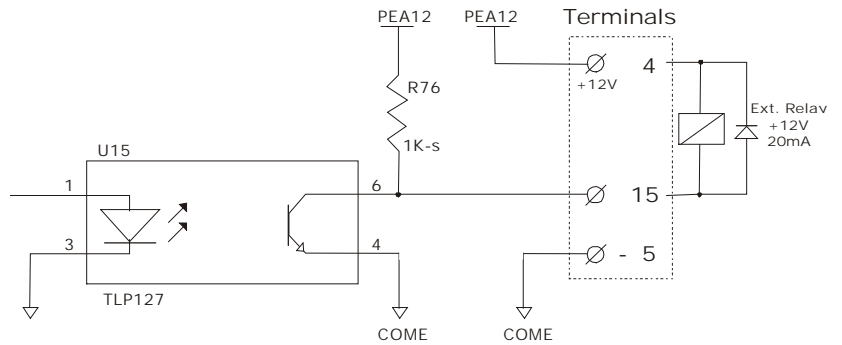 PEA12
PEA12
Terminals
4
+12V
R76
1K-s
Ext. Relav
+12V
20mA
U15
1
6
15
3
4
- 5
TLP127
COME
COME